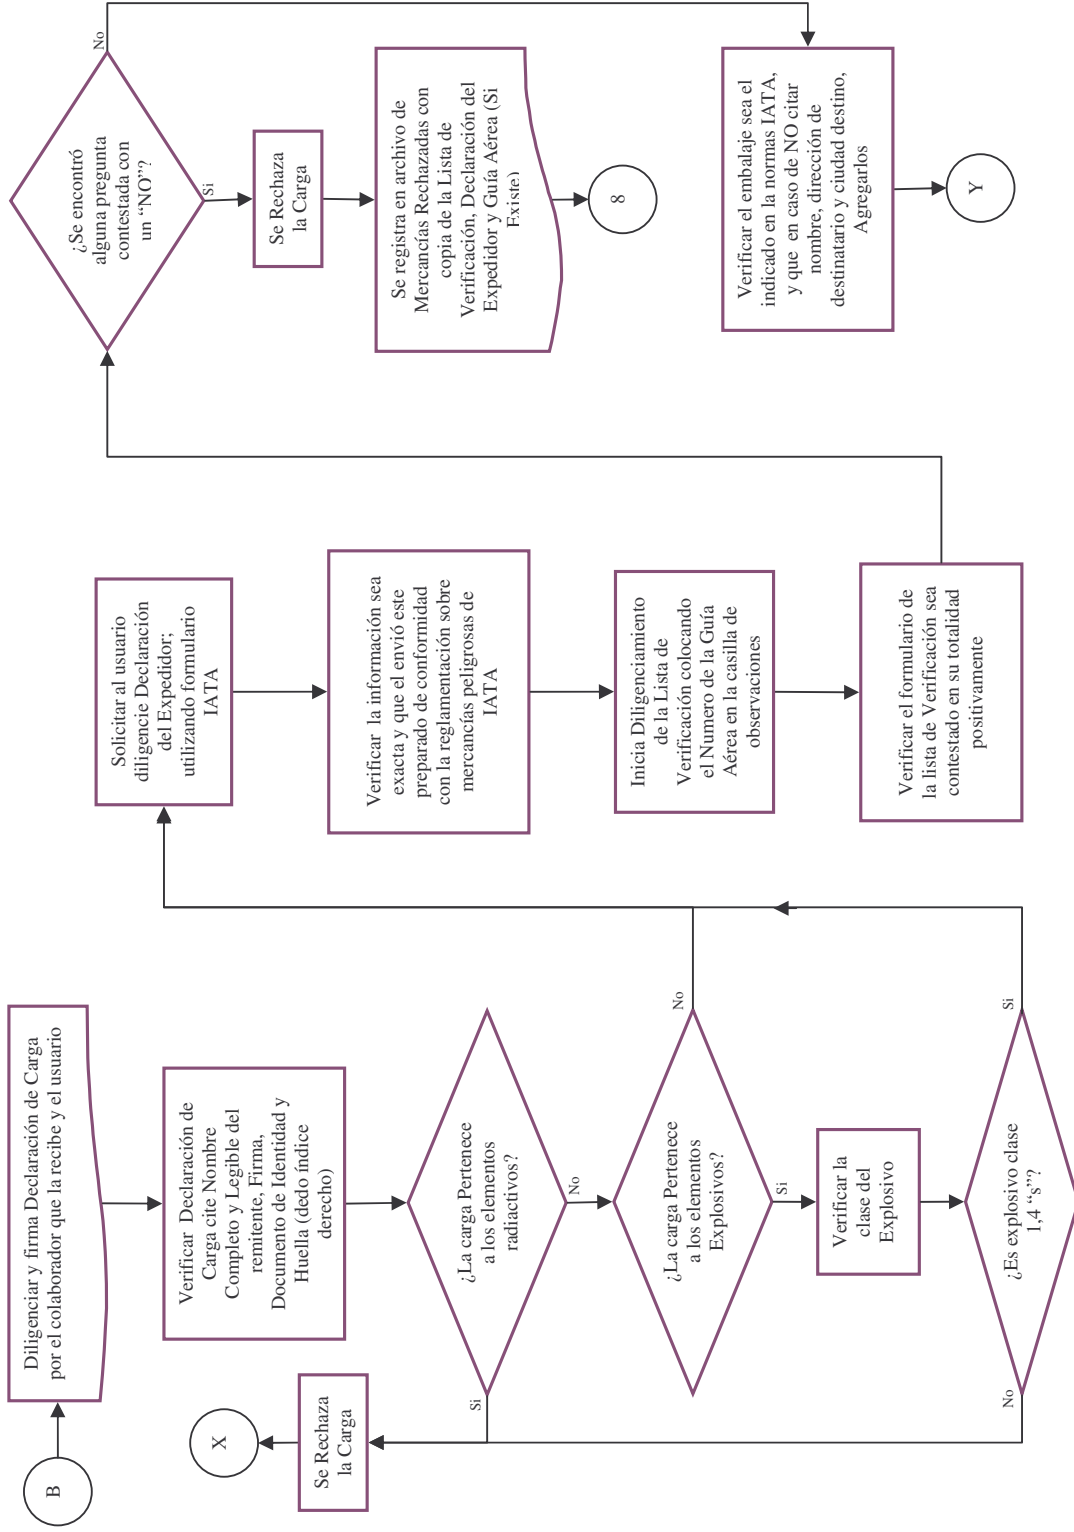 B
Diligenciar y firma Declaración de Carga
por el colaborador que la recibe y el usuario
Verificar Declaración de
Carga cite Nombre
Completo y Legible del
remitente, Firma,
Documento de Identidad y
Huella (dedo índice
derecho)
¿La carga Pertenece
a los elementos
radiactivos?
Si
No
Se Rechaza
la Carga
X
¿La carga Pertenece
a los elementos
Explosivos?
No
Si
Verificar la
clase del
Explosivo
¿Es explosivo clase
1,4 “s”?
No
Si
Solicitar al usuario
diligencie Declaración
del Expedidor;
utilizando formulario
IATA
Verificar la información sea
exacta y que el envió este
preparado de conformidad
con la reglamentación sobre
mercancías peligrosas de
IATA
Inicia Diligenciamiento
de la Lista de
Verificación colocando
el Numero de la Guía
Aérea en la casilla de
observaciones
Verificar el formulario de
la lista de Verificación sea
contestado en su totalidad
positivamente
¿Se encontró
alguna pregunta
contestada con
un “NO”?
No
Si
Se Rechaza
la Carga
Se registra en archivo de
Mercancías Rechazadas con
copia de la Lista de
Verificación, Declaración del
Expedidor y Guía Aérea (Si
Existe)
8
Verificar el embalaje sea el
indicado en la normas IATA,
y que en caso de NO citar
nombre, dirección de
destinatario y ciudad destino,
Agregarlos
Y